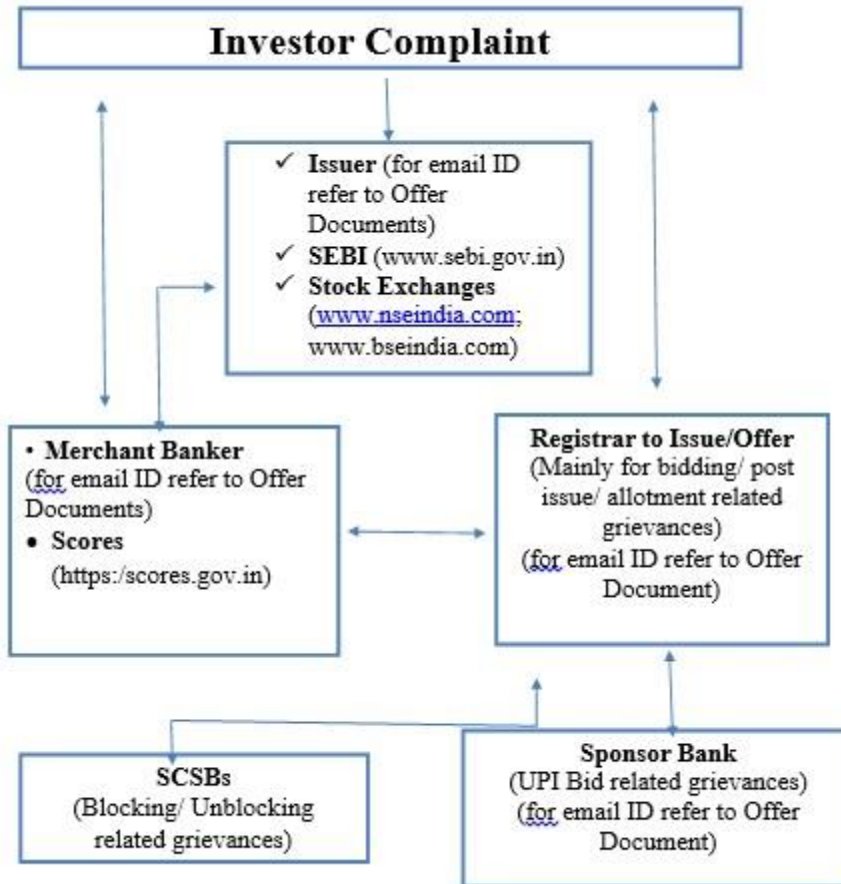 Investor Complaint
✓ Issuer (for email ID
refer to Offer
Documents)
✓ SEBI (www.sebi.gov.in)
✓ Stock Exchanges
(www.nseindia.com;
www.bseindia.com)
• Merchant Banker
(for email ID refer to Offer
Documents)
• Scores
(https:/scores.gov.in)
Registrar to Issue/Offer
(Mainly for bidding/ post
issue/ allotment related
grievances)
(for email ID refer to Offer
Document)
SCSBs
(Blocking/ Unblocking
related grievances)
Sponsor Bank
(UPI Bid related grievances)
(for email ID refer to Offer
Document)